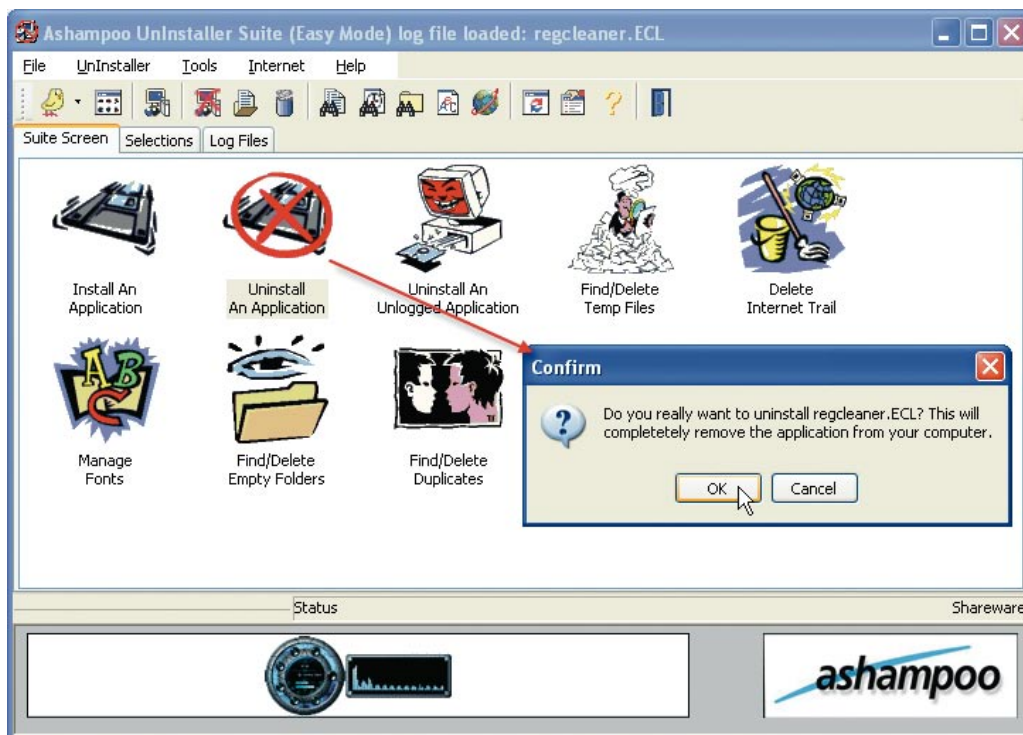 Ashampoo UnInstaller Suite (Easy Mode) log file loaded: regcleaner.ECL
File UnInstaller Tools Internet Help
Suite Screen Selections Log Files
Install An
Application
Uninstall
An Application
Uninstall An
Unlogged Application
Find/Delete
Temp Files
Delete
Internet Trail
Manage
Fonts
Find/Delete
Empty Folders
Find/Delete
Duplicates
Confirm
Do you really want to uninstall regcleaner.ECL? This will
completetely remove the application from your computer.
OK Cancel
Status Shareware
ashampoo